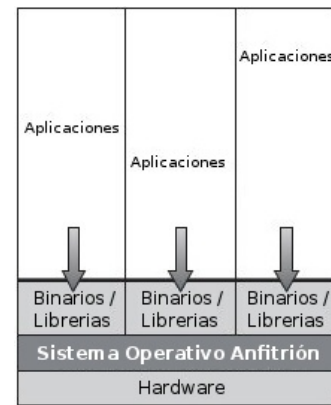 Aplicaciones
Aplicaciones
Aplicaciones
Binarios /
Librerias
Binarios /
Librerias
Binarios /
Librerias
Sistema Operativo Anfitrión
Hardware